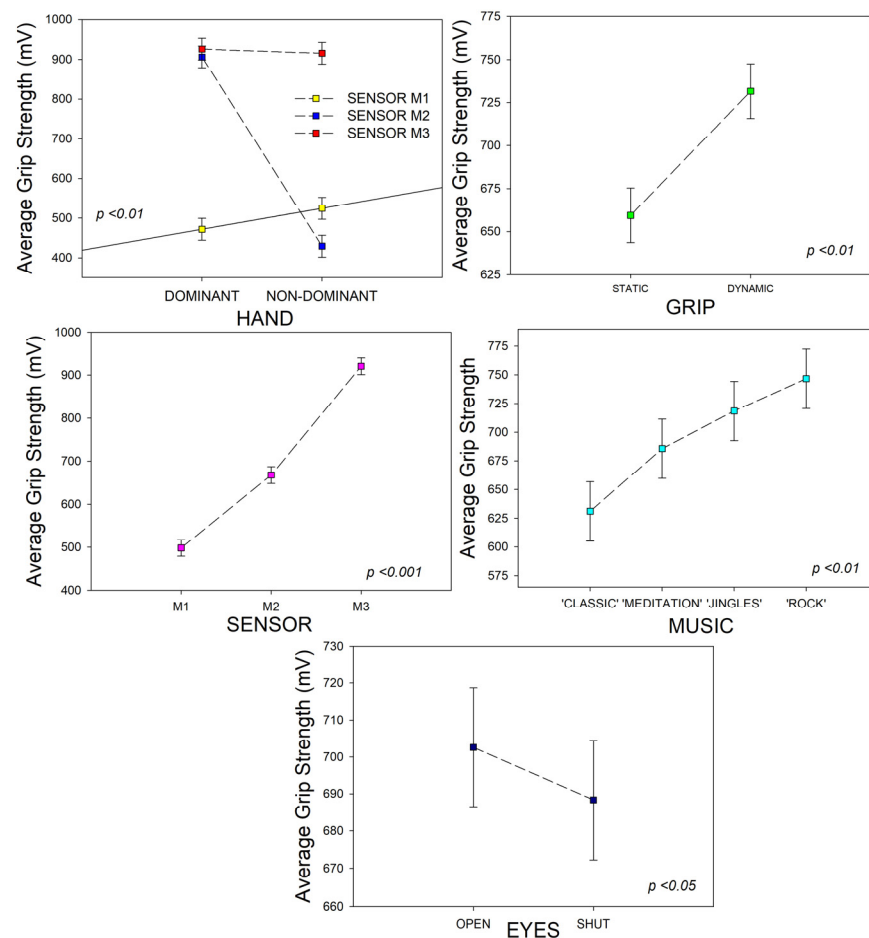 Average Grip Strength (mV)
1000
900
800
700
600
500
400
SENSOR M1
SENSOR M2
SENSOR M3
p <0.01
DOMINANT
NON-DOMINANT
HAND
Average Grip Strength (mV)
775
750
725
700
675
650
625
p <0.01
STATIC
DYNAMIC
GRIP
Average Grip Strength (mV)
1000
900
800
700
600
500
400
p <0.001
M1
M2
M3
SENSOR
Average Grip Strength
775
750
725
700
675
650
625
600
575
p <0.01
'CLASSIC' 'MEDITATION' 'JINGLES' 'ROCK'
MUSIC
Average Grip Strength (mV)
730
720
710
700
690
680
670
660
p <0.05
OPEN
SHUT
EYES